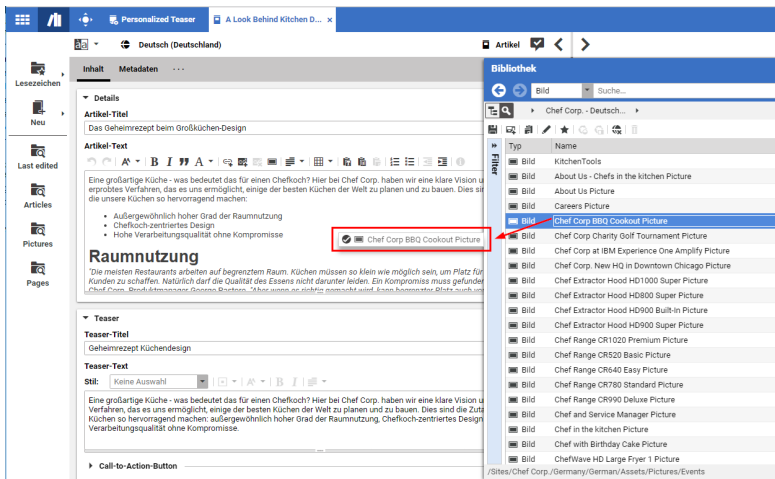 Personalized Teaser
A Look Behind Kitchen D... ×
Deutsch (Deutschland)
Artikel
Lesezeichen
Neu
Last edited
Articles
Pictures
Pages
Inhalt Metadaten ...
Details
Artikel-Titel
Das Geheimrezept beim Großküchen-Design
Artikel-Text
Eine großartige Küche - was bedeutet das für einen Chefkoch? Hier bei Chef Corp. haben wir eine klare Vision u
erprobtes Verfahren, das es uns ermöglicht, einige der besten Küchen der Welt zu planen und zu bauen. Dies sir
die unsere Küchen so hervorragend machen:
Außergewöhnlich hoher Grad der Raumnutzung
Chefkoch-zentriertes Design
Hohe Verarbeitungsqualität ohne Kompromisse
Chef Corp BBQ Cookout Picture
Raumnutzung
"Die meisten Restaurants arbeiten auf begrenztem Raum. Küchen müssen so klein wie möglich sein, um Platz für
Kunden zu schaffen. Natürlich darf die Qualität des Essens nicht darunter leiden. Ein Kompromiss muss gefunder
Teaser
Teaser-Titel
Geheimrezept Küchendesign
Teaser-Text
Stil: Keine Auswahl
Eine großartige Küche - was bedeutet das für einen Chefkoch? Hier bei Chef Corp. haben wir eine klare Vision u
Verfahren, das es uns ermöglicht, einige der besten Küchen der Welt zu planen und zu bauen. Dies sind die Zuta
Küchen so hervorragend machen: außergewöhnlich hoher Grad der Raumnutzung, Chefkoch-zentriertes Design
Verarbeitungsqualität ohne Kompromisse.
Call-to-Action-Button
Bibliothek
Bild Suche...
Chef Corp. - Deutsch...
Filter
Typ Name
Bild KitchenTools
Bild About Us - Chefs in the kitchen Picture
Bild About Us Picture
Bild Careers Picture
Bild Chef Corp BBQ Cookout Picture
Bild Chef Corp Charity Golf Tournament Picture
Bild Chef Corp at IBM Experience One Amplify Picture
Bild Chef Corp. New HQ in Downtown Chicago Picture
Bild Chef Extractor Hood HD1000 Super Picture
Bild Chef Extractor Hood HD800 Super Picture
Bild Chef Extractor Hood HD900 Built-In Picture
Bild Chef Extractor Hood HD900 Super Picture
Bild Chef Range CR1020 Premium Picture
Bild Chef Range CR520 Basic Picture
Bild Chef Range CR640 Easy Picture
Bild Chef Range CR780 Standard Picture
Bild Chef Range CR990 Deluxe Picture
Bild Chef and Service Manager Picture
Bild Chef in the kitchen Picture
Bild Chef with Birthday Cake Picture
Bild ChefWave HD Large Fryer 1 Picture
/Sites/Chef Corp./Germany/German/Assets/Pictures/Events